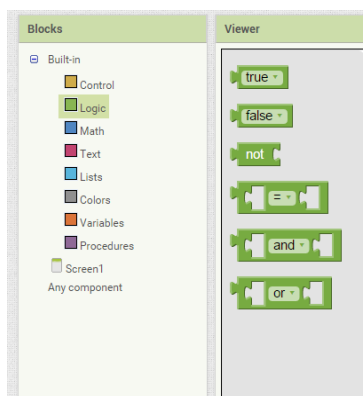 Blocks
Built-in
Control
Logic
Math
Text
Lists
Colors
Variables
Procedures
Screen1
Any component
Viewer
true
false
not
=
and
or